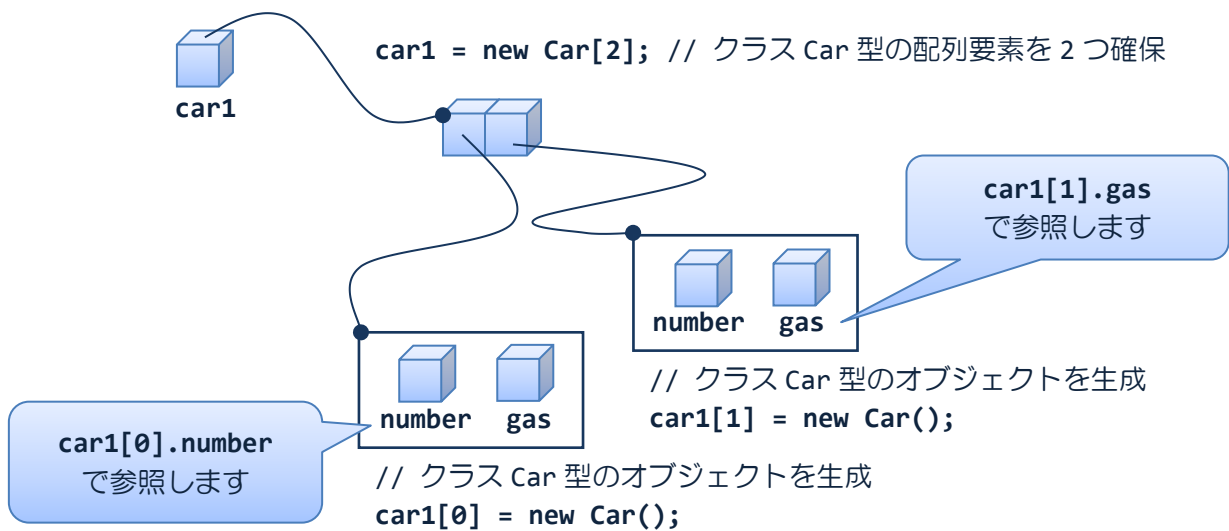 car1 = new Car[2]; // クラス Car 型の配列要素を 2 つ確保
car1
car1[1].gas
で参照します
number gas
// クラス Car 型のオブジェクトを生成
car1[1] = new Car();
number gas
car1[0].number
で参照します
// クラス Car 型のオブジェクトを生成
car1[0] = new Car();